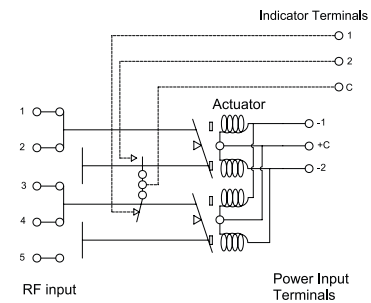 Indicator Terminals
1
2
C
Actuator
1
2
3
4
5
-1
+C
-2
RF input
Power Input
Terminals